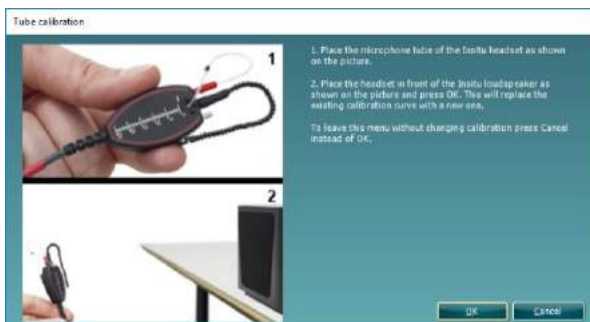 Tube calibration
1
2
1. Place the microphone tube of the Insitu headset as shown
on the picture.
2. Place the headset in front of the Insitu loudspeaker as
shown on the picture and press OK. This will replace the
existing calibration curve with a new one.
To leave this menu without changing calibration press Cancel
instead of OK.
OK
Cancel